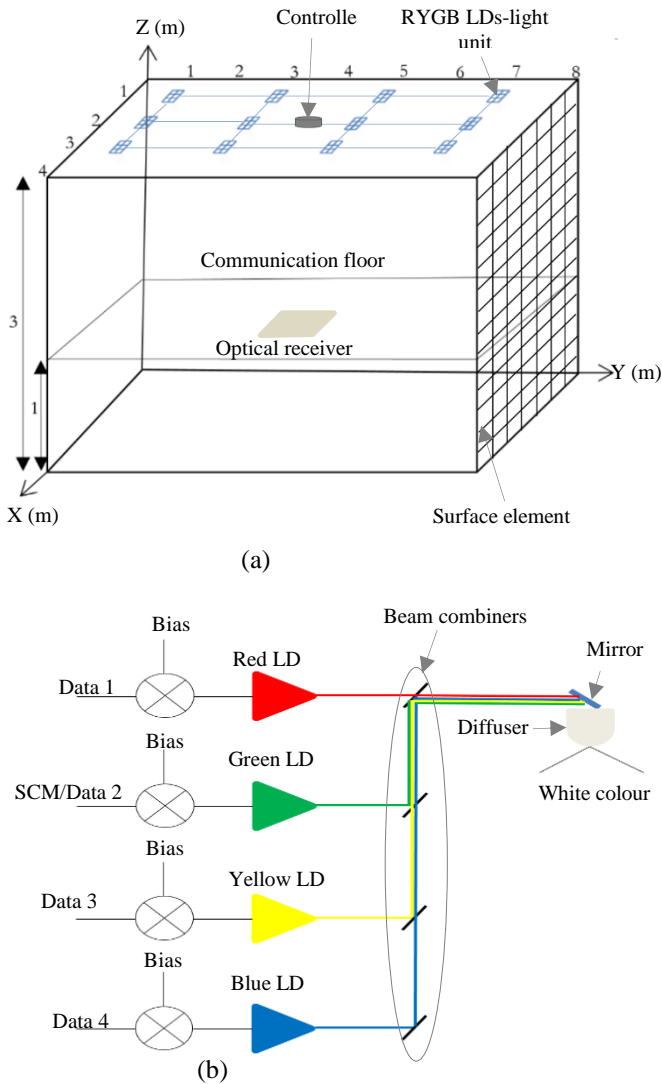 Z (m)
Controlle
RYGB LDs-light
unit
1 2 3 4 5 6 7 8
1
2
3
4
Communication floor
3
Optical receiver
1
Y (m)
X (m)
Surface element
(a)
Beam combiners
Bias
Red LD
Mirror
Data 1
Diffuser
Bias
Green LD
SCM/Data 2
White colour
Bias
Yellow LD
Data 3
Bias
Blue LD
Data 4
(b)